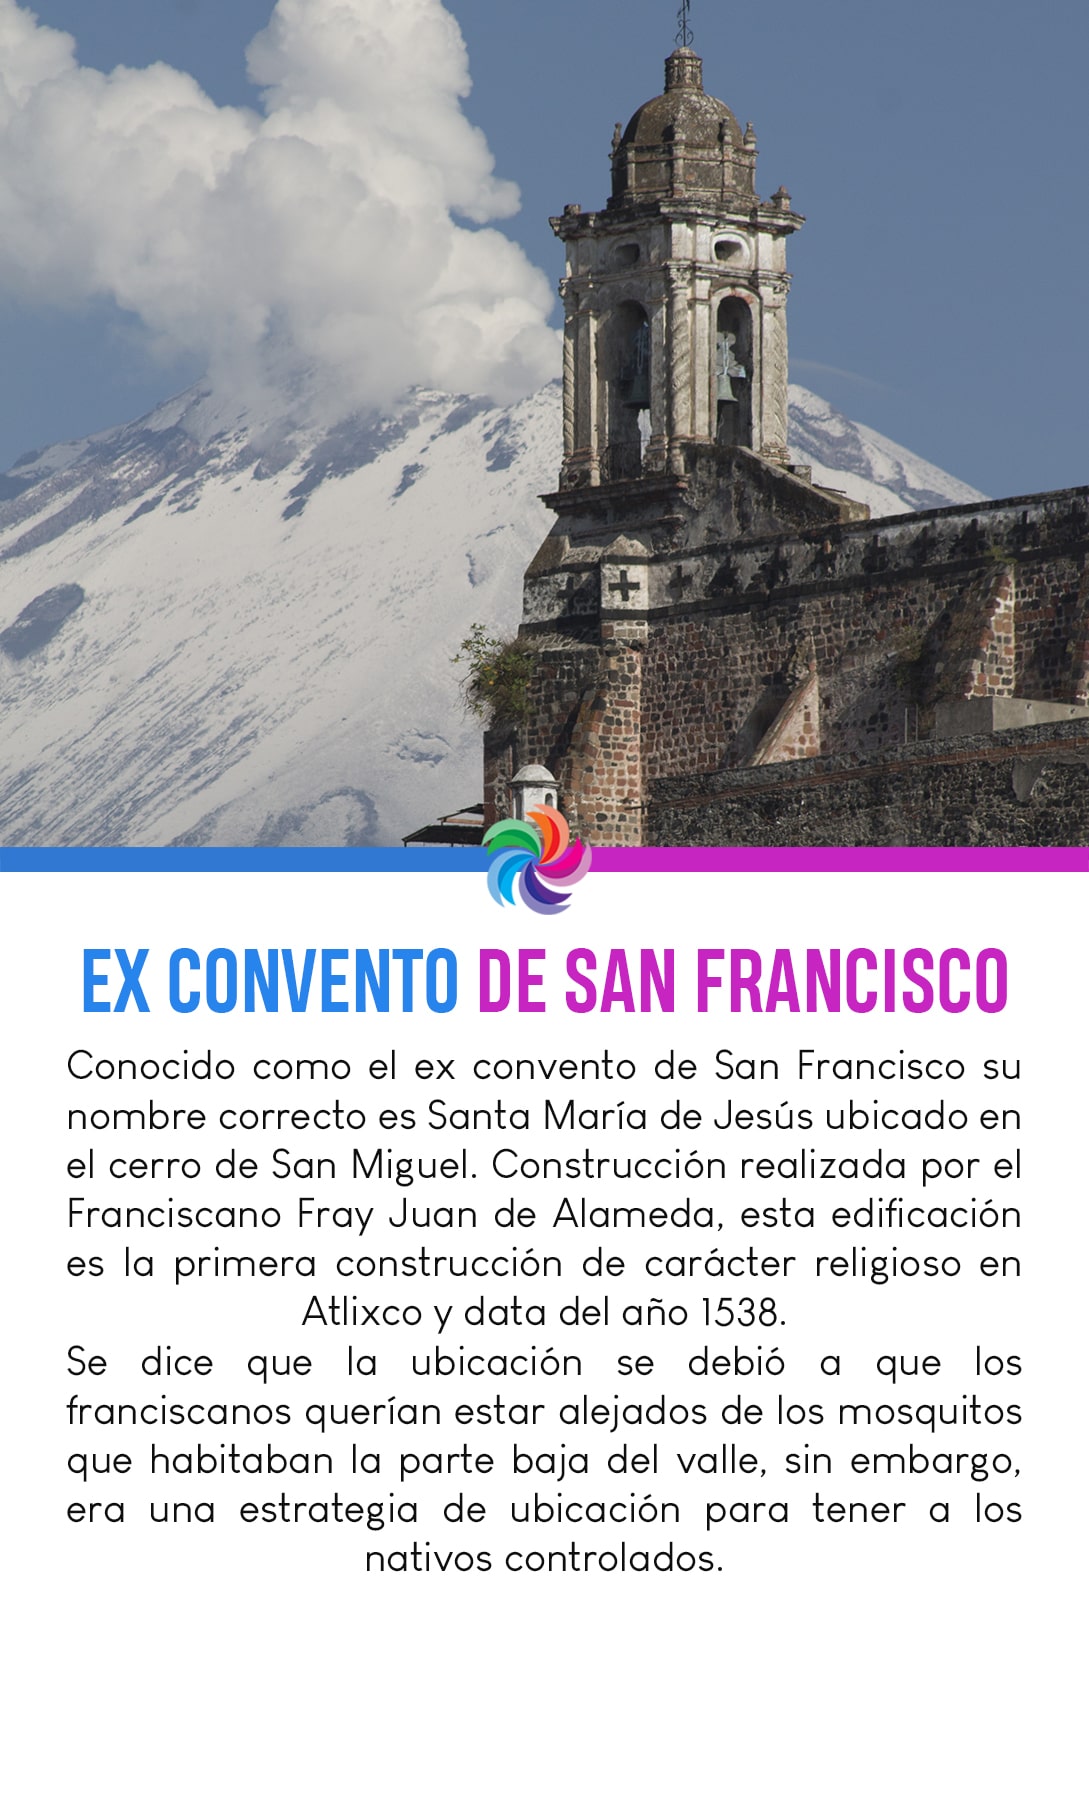 EX CONVENTO DE SAN FRANCISCO
Conocido como el ex convento de San Francisco su
nombre correcto es Santa María de Jesús ubicado en
el cerro de San Miguel. Construcción realizada por el
Franciscano Fray Juan de Alameda, esta edificación
es la primera construcción de carácter religioso en
Atlixco y data del año 1538.
Se dice que la ubicación se debió a que los
franciscanos querían estar alejados de los mosquitos
que habitaban la parte baja del valle, sin embargo,
era una estrategia de ubicación para tener a los
nativos controlados.